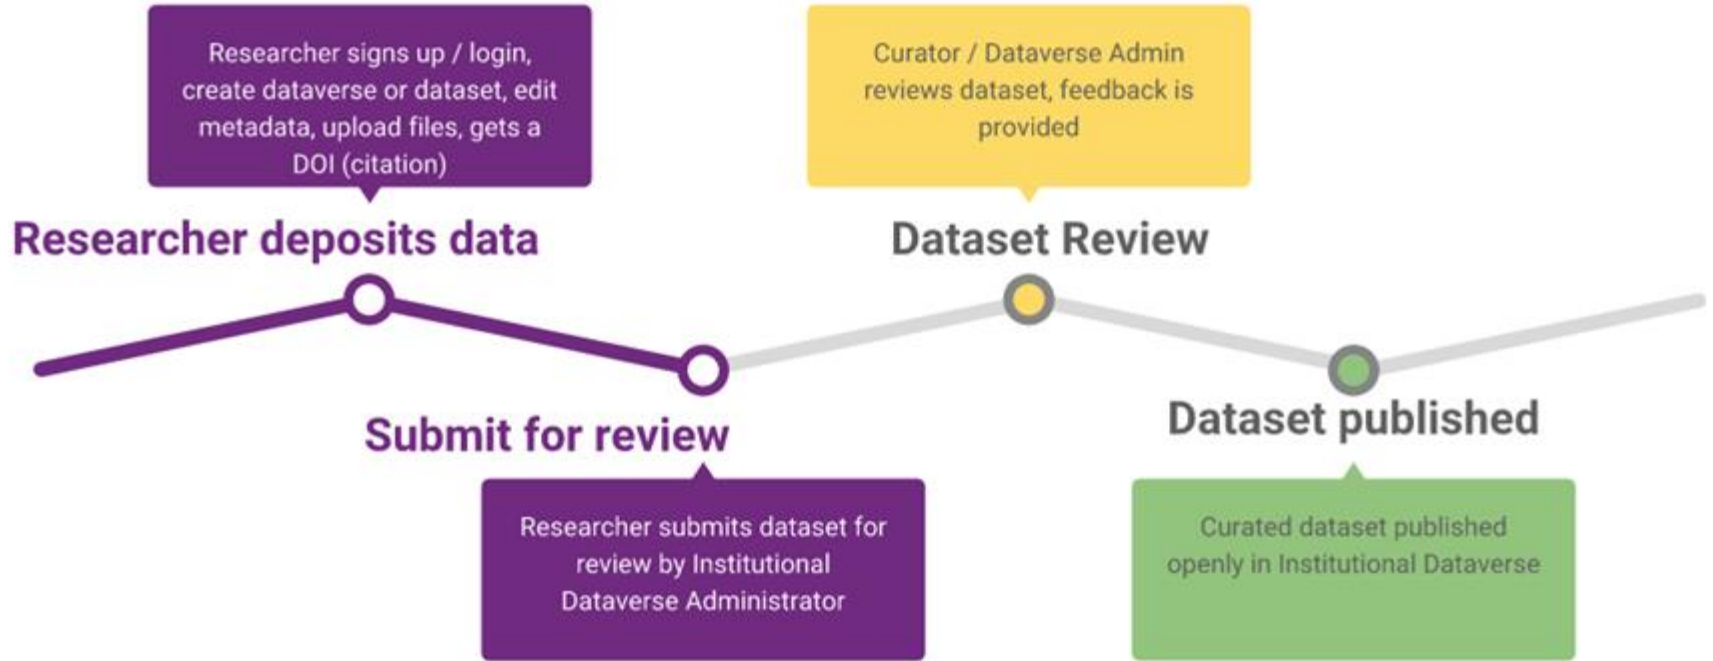 Researcher signs up / login,
create dataverse or dataset, edit
metadata, upload files, gets a
DOI (citation)
Researcher deposits data
Submit for review
Researcher submits dataset for
review by Institutional
Dataverse Administrator
Curator / Dataverse Admin
reviews dataset, feedback is
provided
Dataset Review
Dataset published
Curated dataset published
openly in Institutional Dataverse